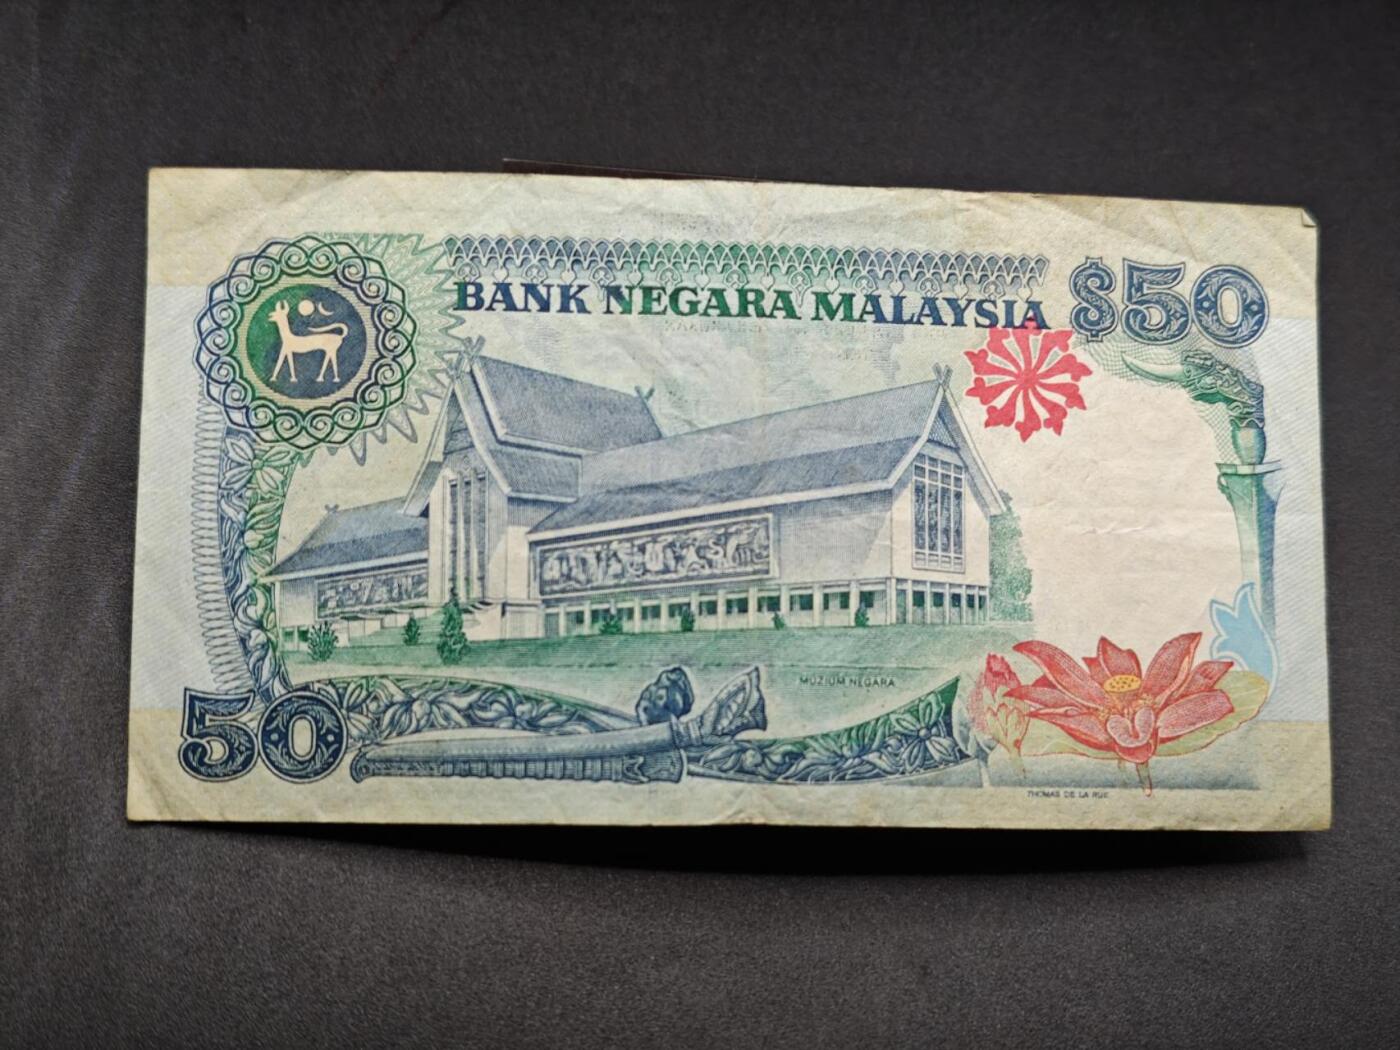 BANK NEGARA MALAYSIA $50
MUZIUM NEGARA
50
THOMAS DE LA RUE